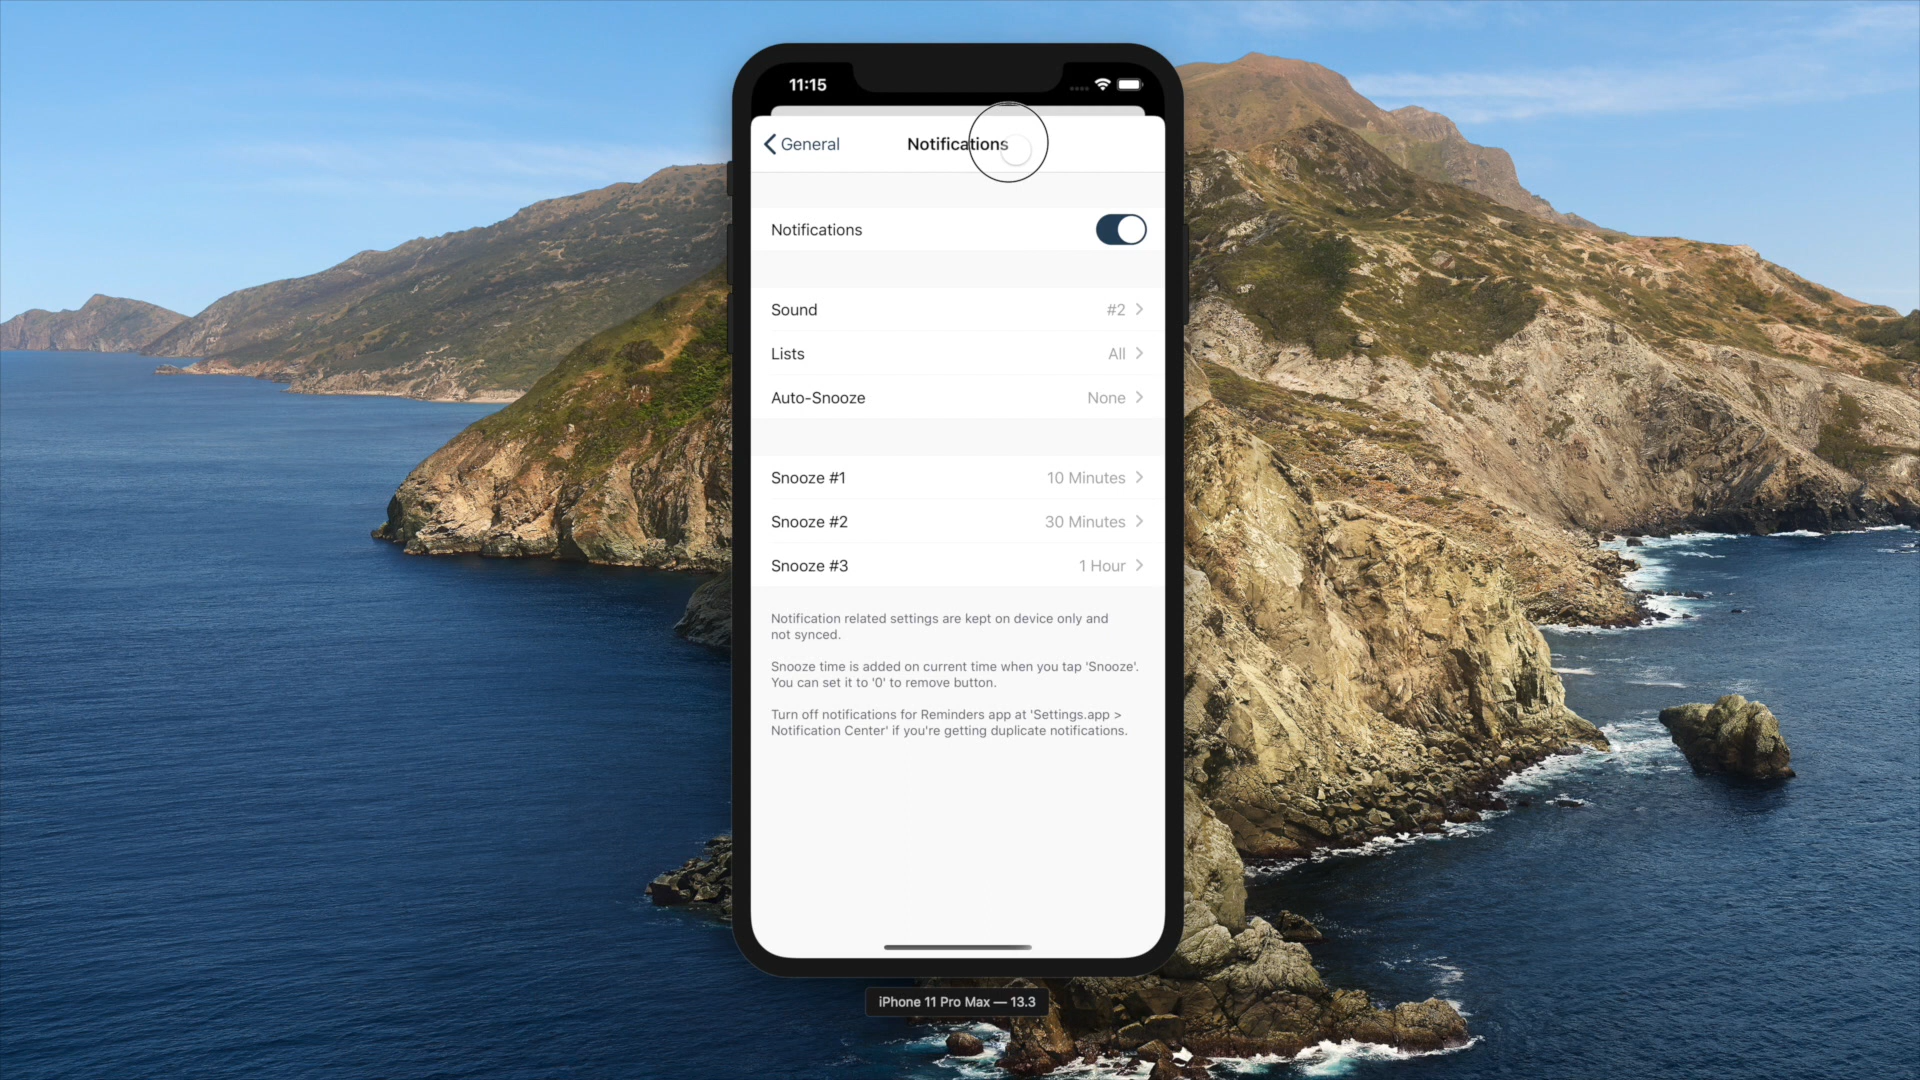 11:15
General
Notifications
Notifications
Sound #2
Lists All
Auto-Snooze None
Snooze #1 10 Minutes
Snooze #2 30 Minutes
Snooze #3 1 Hour
Notification related settings are kept on device only and
not synced.
Snooze time is added on current time when you tap 'Snooze'.
You can set it to '0' to remove button.
Turn off notifications for Reminders app at 'Settings.app >
Notification Center' if you're getting duplicate notifications.
iPhone 11 Pro Max — 13.3